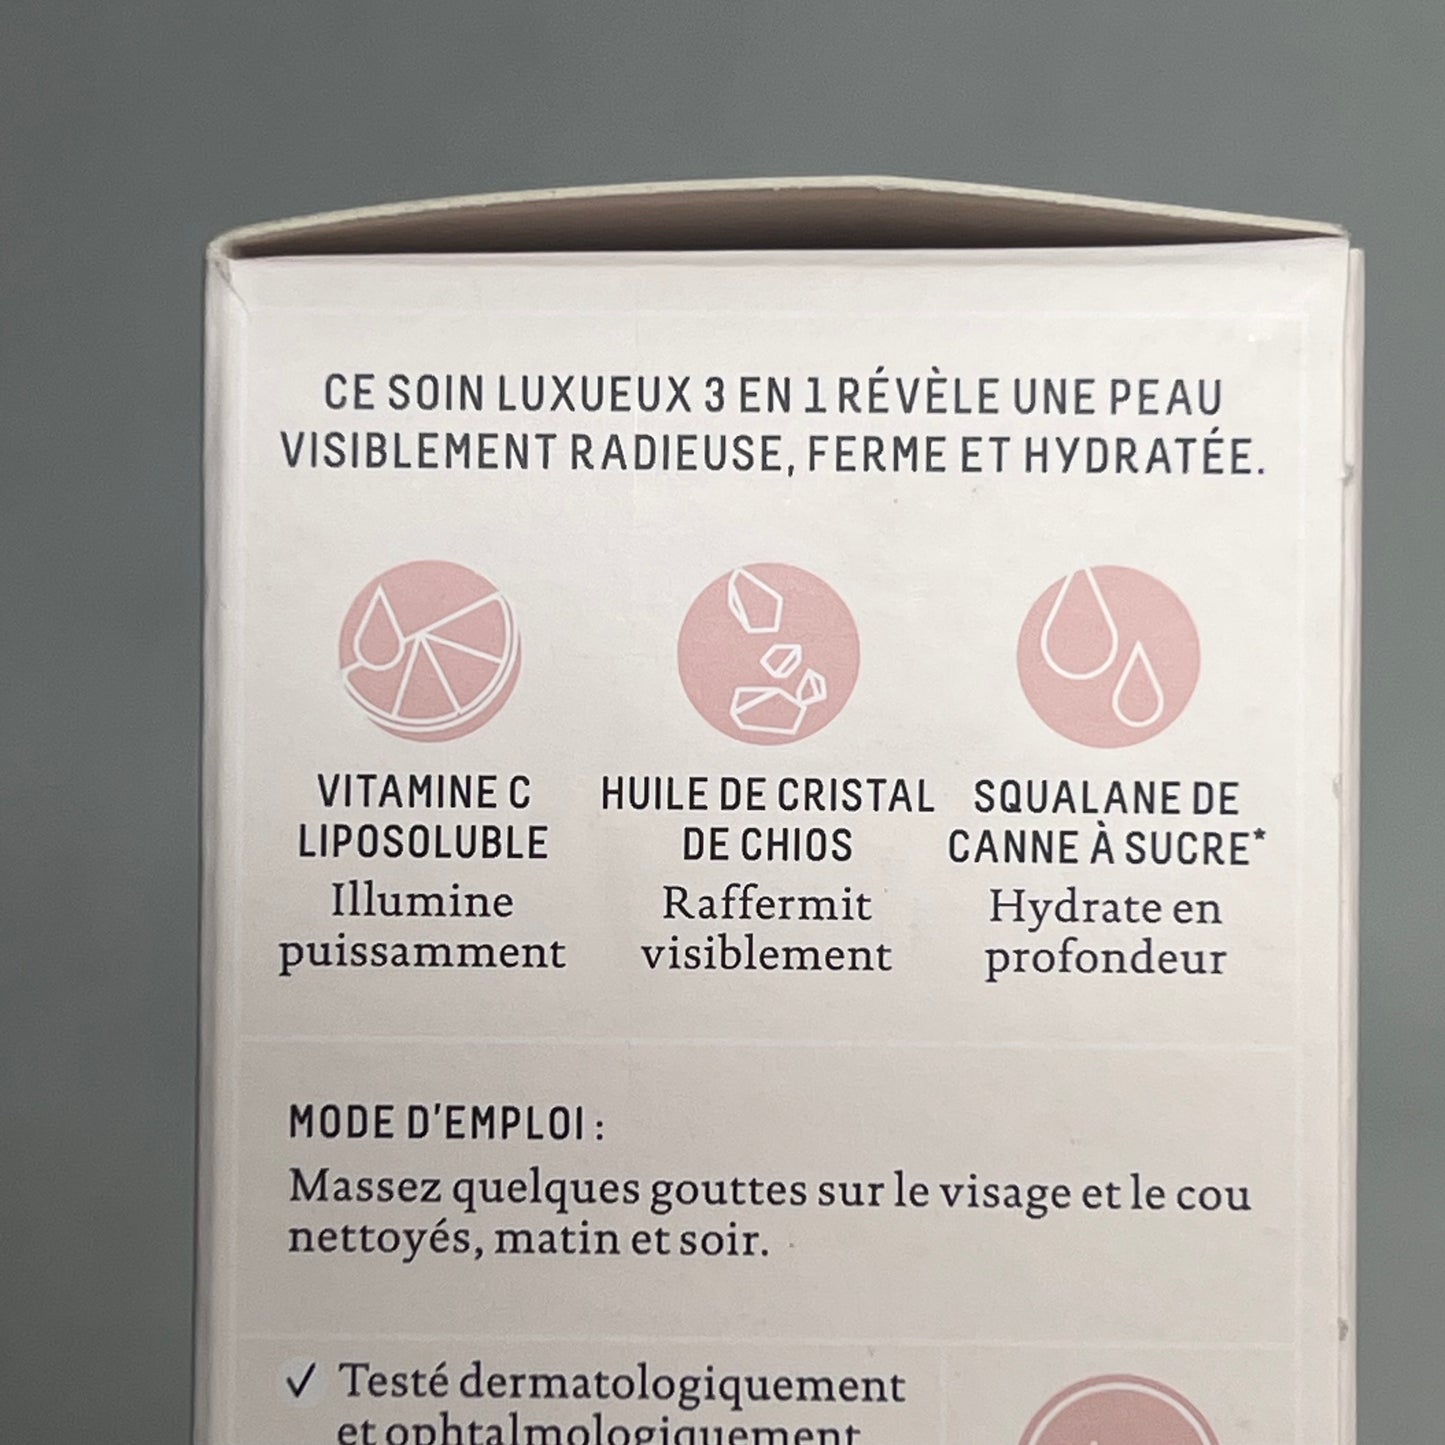 CE SOIN LUXUEUX 3 EN 1 RÉVÈLE UNE PEAU
VISIBLEMENT RADIEUSE, FERME ET HYDRATÉE.
VITAMINE C
LIPOSOLUBLE
Illumine
puissamment
HUILE DE CRISTAL
DE CHIOS
Raffermit
visiblement
SQUALANE DE
CANNE À SUCRE*
Hydrate en
profondeur
MODE D'EMPLOI :
Massez quelques gouttes sur le visage et le cou
nettoyés, matin et soir.
✓ Testé dermatologiquement
et ophtalmologiquement